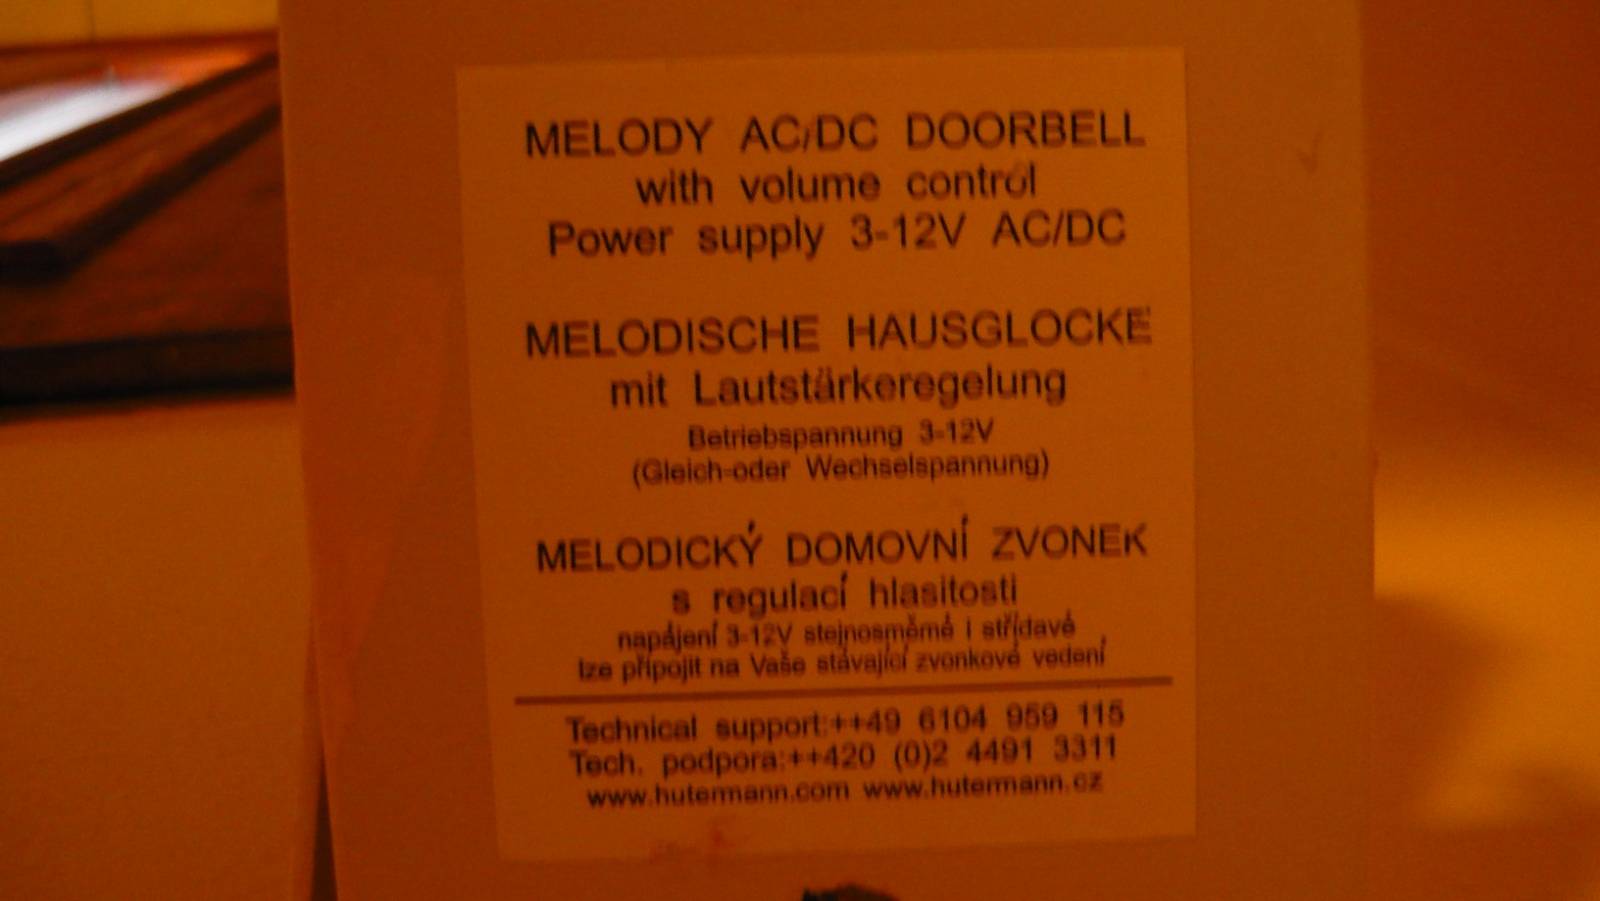 MELODY AC/DC DOORBELL
with volume control
Power supply 3-12V AC/DC
MELODISCHE HAUSGLOCKE
mit Lautstärkeregelung
Betriebspannung 3-12V
(Gleich-oder Wechselspannung)
MELODICKÝ DOMOVNÍ ZVONEK
s regulací hlasitosti
napájení 3-12V stejnosměrné i střídavé
lze připojit na Vaše stávající zvonkové vedení
Technical support:++49 6104 959 115
Tech. podpora:++420 (0)2 4491 3311
www.hutermann.com www.hutermann.cz